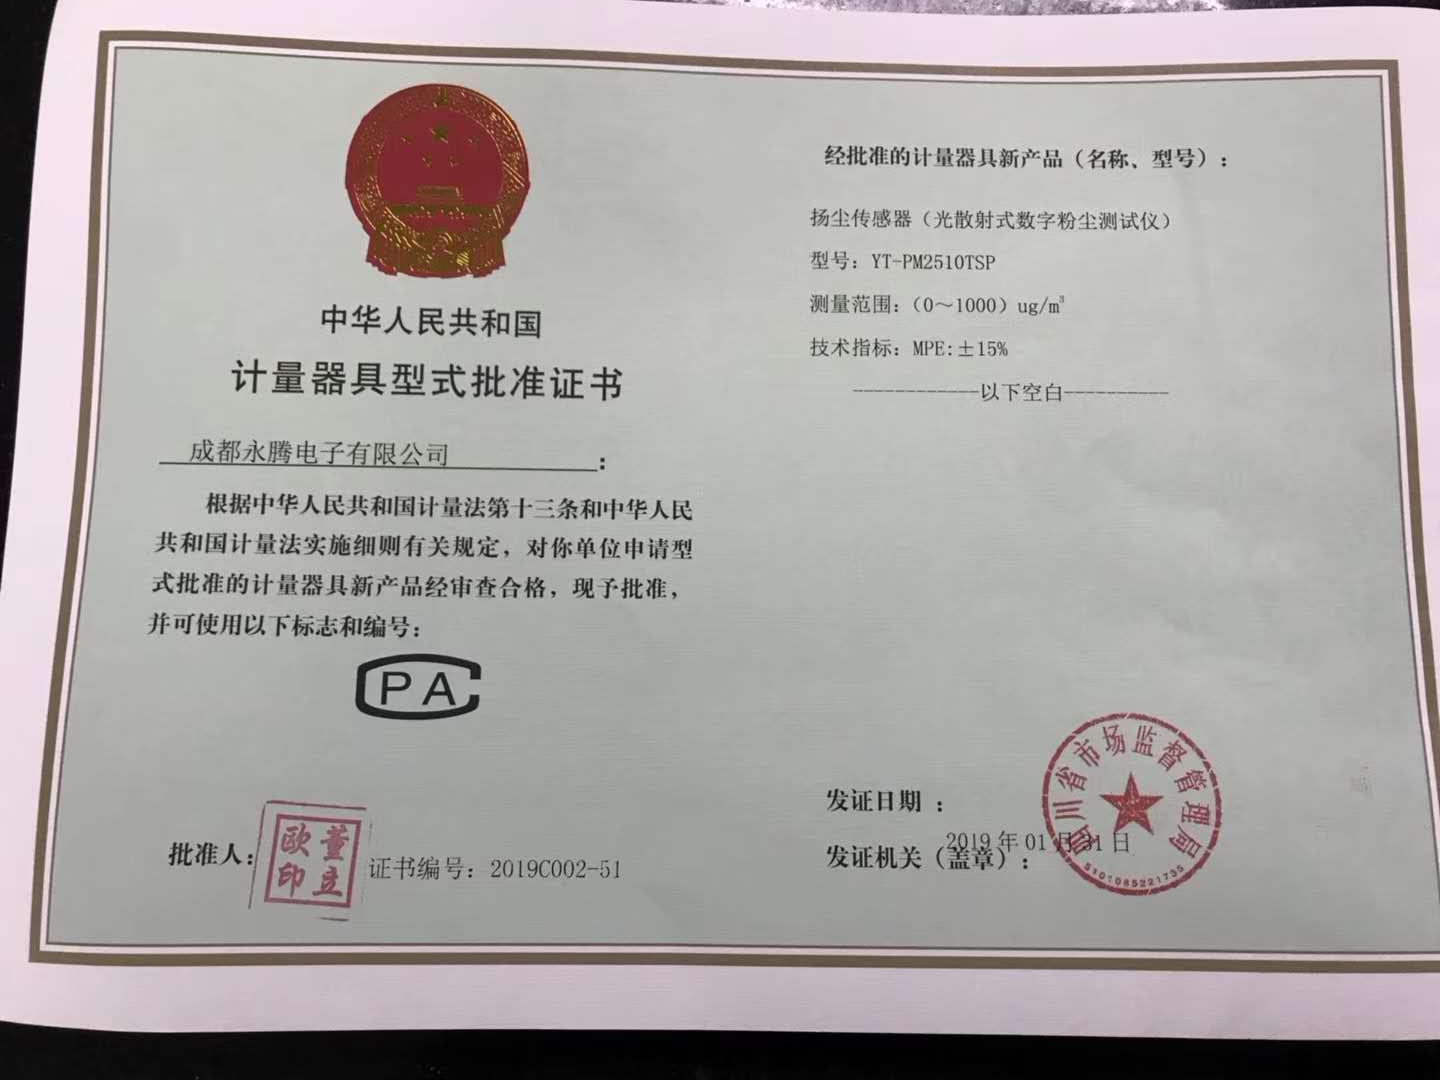 中华人民共和国
计量器具型式批准证书
成都永腾电子有限公司:
根据中华人民共和国计量法第十三条和中华人民
共和国计量法实施细则有关规定，对你单位申请型
式批准的计量器具新产品经审查合格，现予批准，
并可使用以下标志和编号：
PA
批准人：
董立
欧印
证书编号：2019C002-51
经批准的计量器具新产品（名称、型号）：
扬尘传感器（光散射式数字粉尘测试仪）
型号：YT-PM2510TSP
测量范围：（0～1000）ug/m³
技术指标：MPE:±15%
------------以下空白----------
发证日期 ：
2019年01月31日
发证机关（盖章）：
四川省市场监督管理局
5101085221735